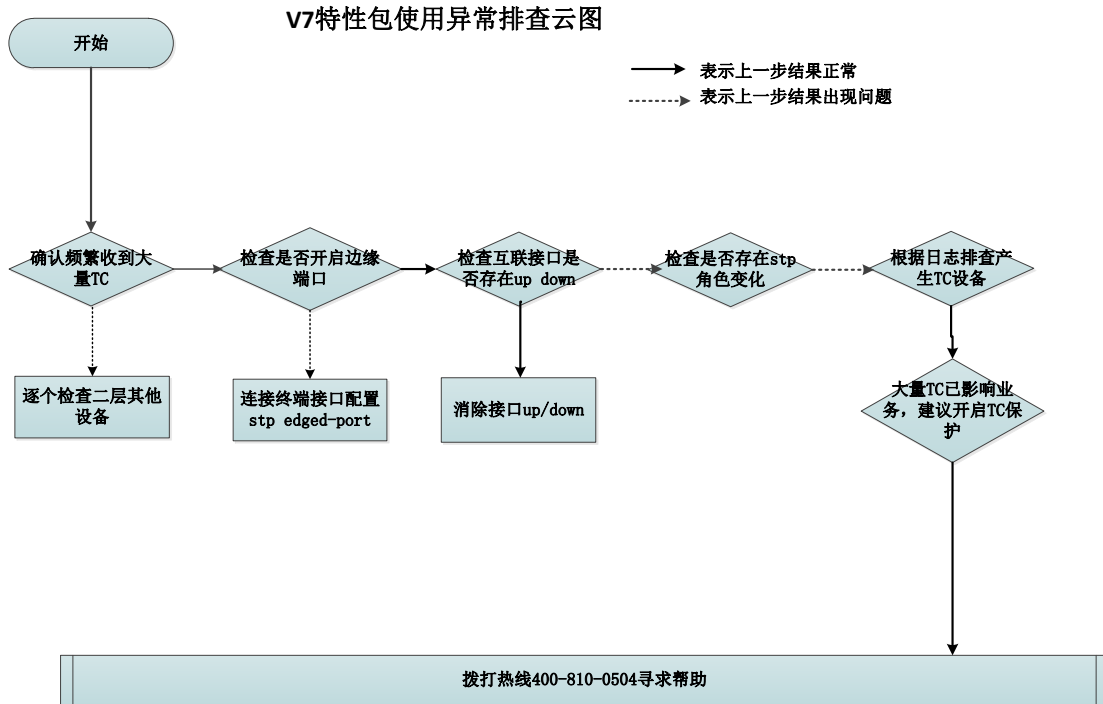 V7特性包使用异常排查云图
开始
表示上一步结果正常
表示上一步结果出现问题
确认频繁收到大
量TC
检查是否开启边缘
端口
检查互联接口是
否存在up down
检查是否存在stp
角色变化
根据日志排查产
生TC设备
逐个检查二层其他
设备
连接终端接口配置
stp edged-port
消除接口up/down
大量TC已影响业
务，建议开启TC保
护
拨打热线400-810-0504寻求帮助